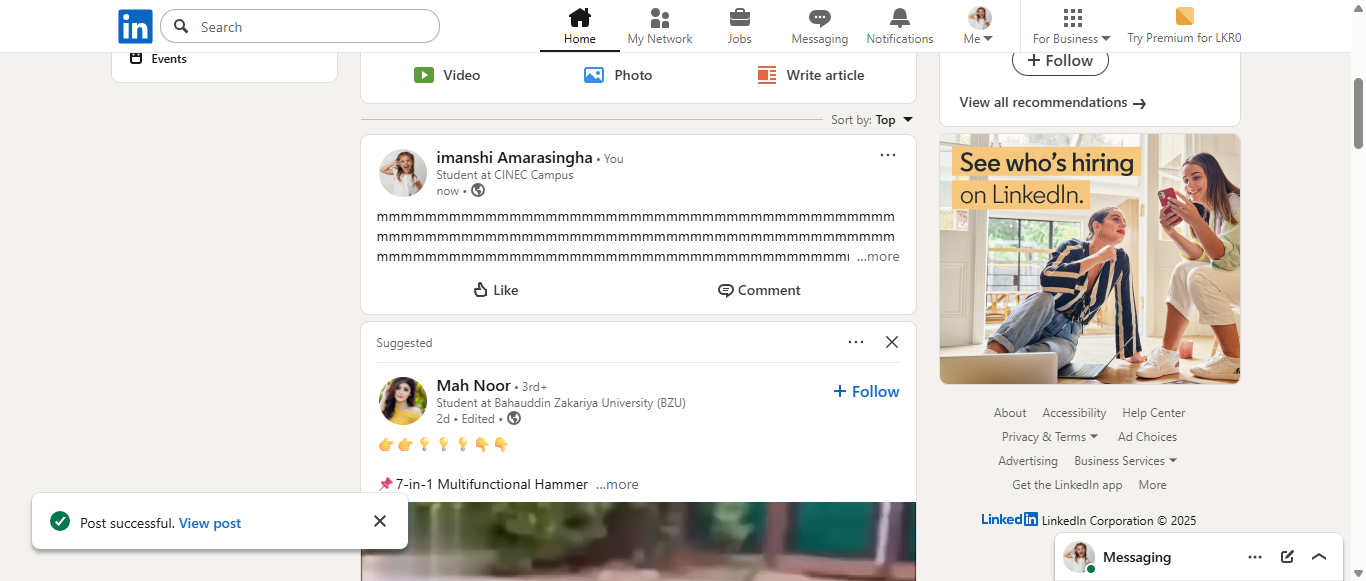 in
Search
Home
My Network
Jobs
Messaging
Notifications
Me
For Business
Try Premium for LKR0
Events
Video
Photo
Write article
+ Follow
View all recommendations →
Sort by: Top
imanshi Amarasingha • You
Student at CINEC Campus
now •
mmmmmmmmmmmmmmmmmmmmmmmmmmmmmmmmmmmmmmmmmmm
mmmmmmmmmmmmmmmmmmmmmmmmmmmmmmmmmmmmmmmmmmm
mmmmmmmmmmmmmmmmmmmmmmmmmmmmmmmmmmmmmmm ...more
Like
Comment
See who's hiring
on LinkedIn.
Suggested
Mah Noor • 3rd+
+ Follow
Student at Bahauddin Zakariya University (BZU)
2d • Edited •
👉👉💡💡💡👇👇
📌7-in-1 Multifunctional Hammer ...more
About Accessibility Help Center
Privacy & Terms Ad Choices
Advertising Business Services
Get the LinkedIn app More
LinkedIn LinkedIn Corporation © 2025
Post successful. View post
Messaging